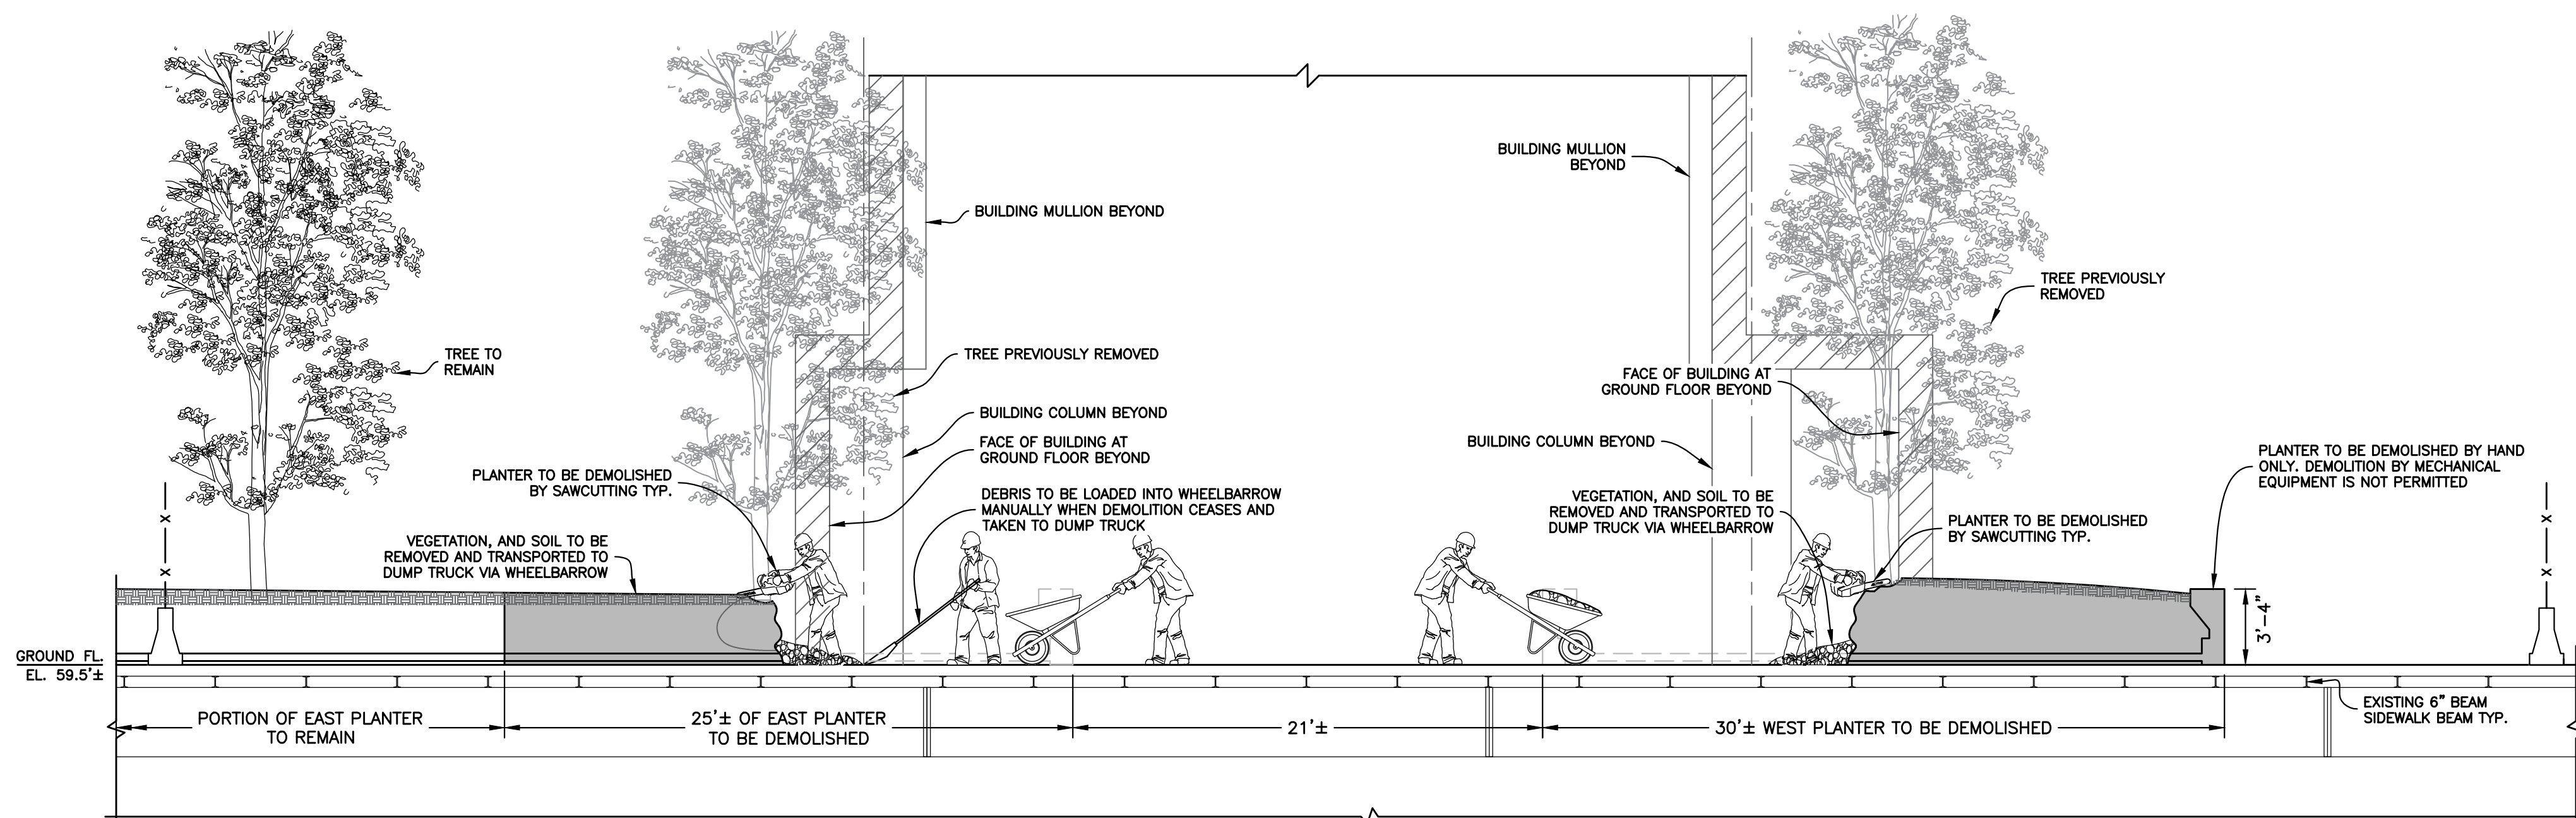 BUILDING MULLION
BEYOND
BUILDING MULLION BEYOND
TREE PREVIOUSLY
REMOVED
TREE TO
REMAIN
TREE PREVIOUSLY REMOVED
FACE OF BUILDING AT
GROUND FLOOR BEYOND
BUILDING COLUMN BEYOND
FACE OF BUILDING AT
GROUND FLOOR BEYOND
BUILDING COLUMN BEYOND
PLANTER TO BE DEMOLISHED BY HAND
ONLY. DEMOLITION BY MECHANICAL
EQUIPMENT IS NOT PERMITTED
PLANTER TO BE DEMOLISHED
BY SAWCUTTING TYP.
DEBRIS TO BE LOADED INTO WHEELBARROW
MANUALLY WHEN DEMOLITION CEASES AND
TAKEN TO DUMP TRUCK
VEGETATION, AND SOIL TO BE
REMOVED AND TRANSPORTED TO
DUMP TRUCK VIA WHEELBARROW
PLANTER TO BE DEMOLISHED
BY SAWCUTTING TYP.
VEGETATION, AND SOIL TO BE
REMOVED AND TRANSPORTED TO
DUMP TRUCK VIA WHEELBARROW
X
X
X
X
3'-4"
GROUND FL.
EL. 59.5'±
PORTION OF EAST PLANTER
TO REMAIN
25'± OF EAST PLANTER
TO BE DEMOLISHED
21'±
30'± WEST PLANTER TO BE DEMOLISHED
EXISTING 6" BEAM
SIDEWALK BEAM TYP.